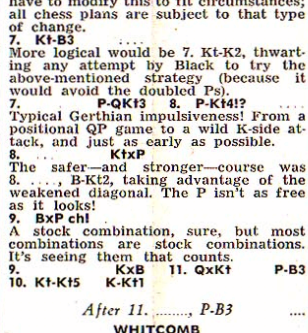 have to modify this to fit circumstances;
all chess plans are subject to that type
of change.
7. Kt-B3 ....
More logical would be 7. Kt-K2, thwart-
ing any attempt by Black to try the
above-mentioned strategy (because it
would avoid the doubled Ps).
7. P-QKt3 8. P-Kt4!? ....
Typical Gerthian impulsiveness! From a
positional QP game to a wild K-side at-
tack, and just as early as possible.
8. .... KtxP
The safer—and stronger—course was
8. ...., B-Kt2, taking advantage of the
weakened diagonal. The P isn't as free
as it looks!
9. BxP ch!
A stock combination, sure, but most
combinations are stock combinations.
It's seeing them that counts.
9. KxB 11. QxKt P-B3
10. Kt-Kt5 K-Kt1
After 11. ........, P-B3
WHITCOMB